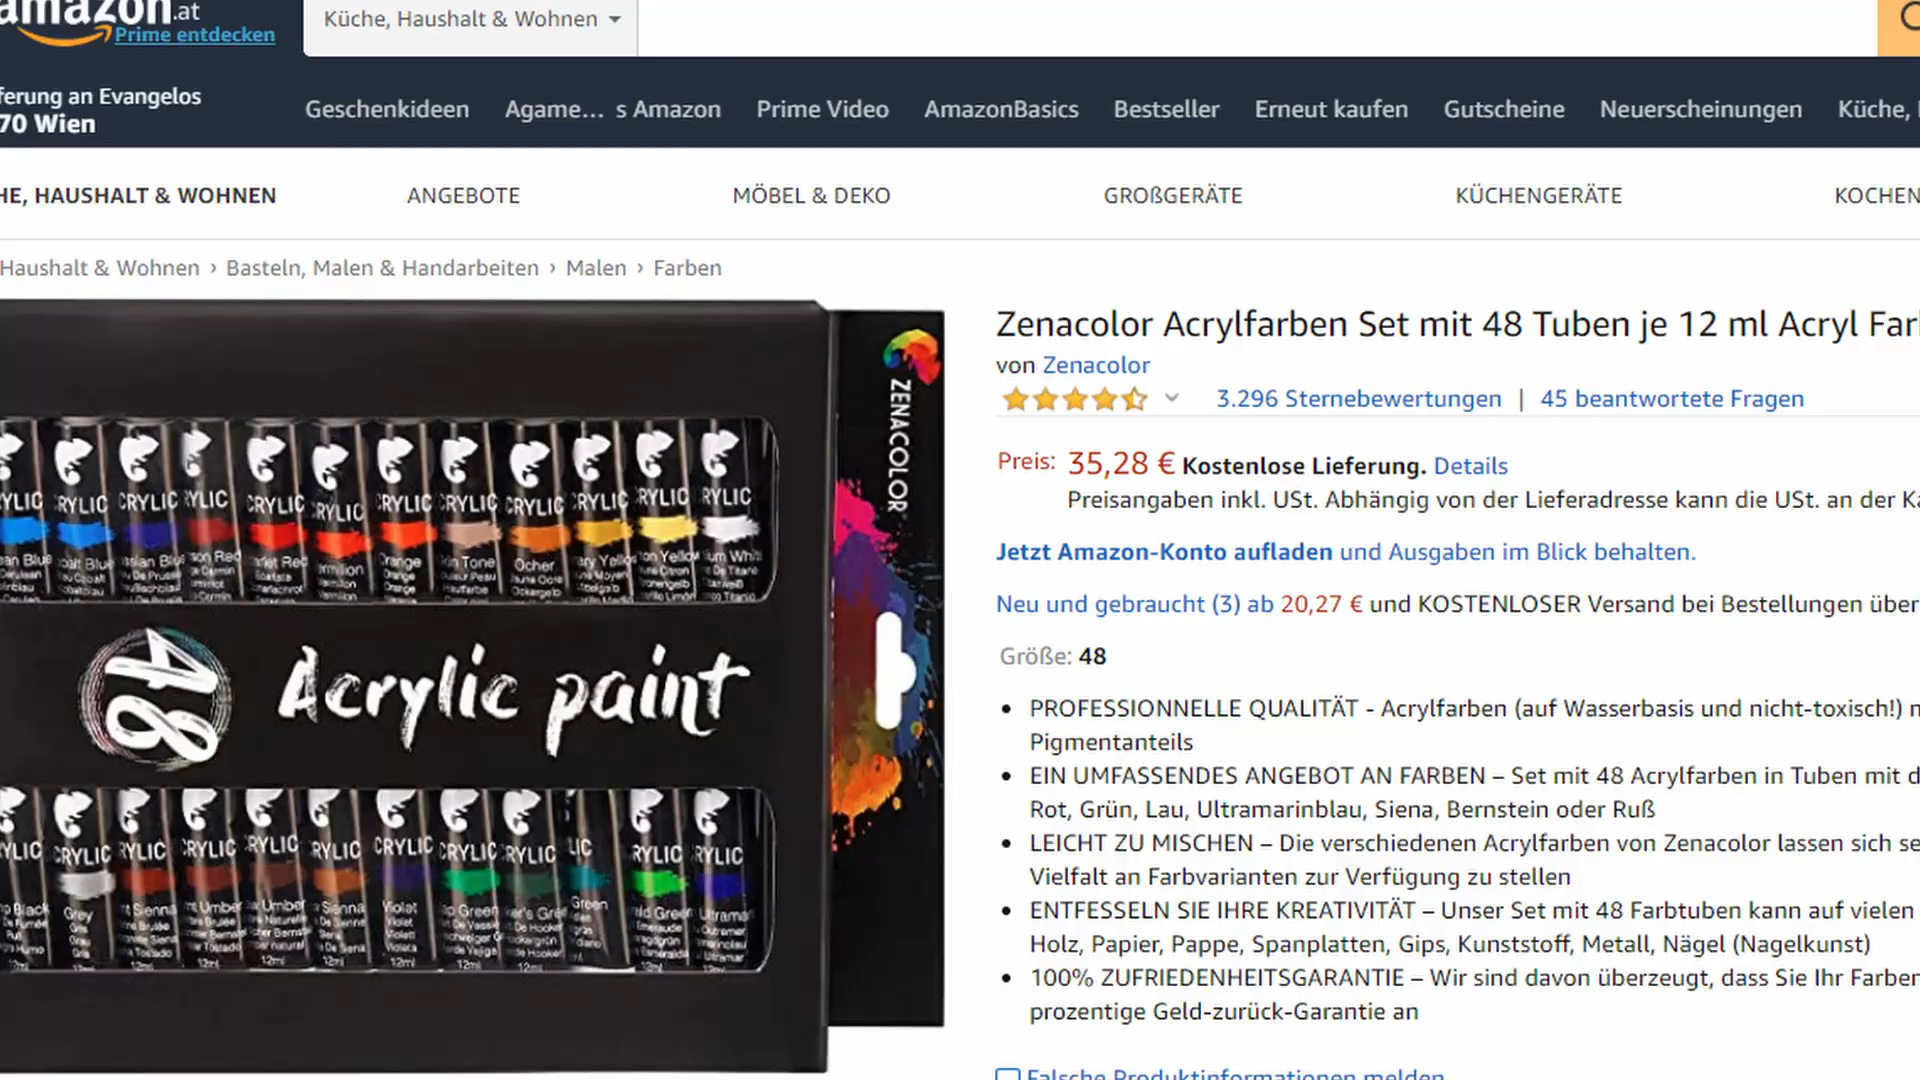 amazon.at
Prime entdecken
Küche, Haushalt & Wohnen
ferung an Evangelos
70 Wien
Geschenkideen
Agame... s Amazon
Prime Video
AmazonBasics
Bestseller
Erneut kaufen
Gutscheine
Neuerscheinungen
Küche,
HE, HAUSHALT & WOHNEN
ANGEBOTE
MÖBEL & DEKO
GROßGERÄTE
KÜCHENGERÄTE
KOCHEN
Haushalt & Wohnen › Basteln, Malen & Handarbeiten › Malen › Farben
ZENACOLOR
48
Acrylic paint
Ocher
Orange
Grey
Violet
Zenacolor Acrylfarben Set mit 48 Tuben je 12 ml Acryl Far
von Zenacolor
3.296 Sternebewertungen | 45 beantwortete Fragen
Preis: 35,28 € Kostenlose Lieferung. Details
Preisangaben inkl. USt. Abhängig von der Lieferadresse kann die USt. an der Ka
Jetzt Amazon-Konto aufladen und Ausgaben im Blick behalten.
Neu und gebraucht (3) ab 20,27 € und KOSTENLOSER Versand bei Bestellungen über
Größe: 48
• PROFESSIONNELLE QUALITÄT - Acrylfarben (auf Wasserbasis und nicht-toxisch!)
Pigmentanteils
• EIN UMFASSENDES ANGEBOT AN FARBEN – Set mit 48 Acrylfarben in Tuben mit d
Rot, Grün, Lau, Ultramarinblau, Siena, Bernstein oder Ruß
• LEICHT ZU MISCHEN – Die verschiedenen Acrylfarben von Zenacolor lassen sich se
Vielfalt an Farbvarianten zur Verfügung zu stellen
• ENTFESSELN SIE IHRE KREATIVITÄT – Unser Set mit 48 Farbtuben kann auf vielen
Holz, Papier, Pappe, Spanplatten, Gips, Kunststoff, Metall, Nägel (Nagelkunst)
• 100% ZUFRIEDENHEITSGARANTIE – Wir sind davon überzeugt, dass Sie Ihr Farben
prozentige Geld-zurück-Garantie an
Falsche Produktinformationen melden